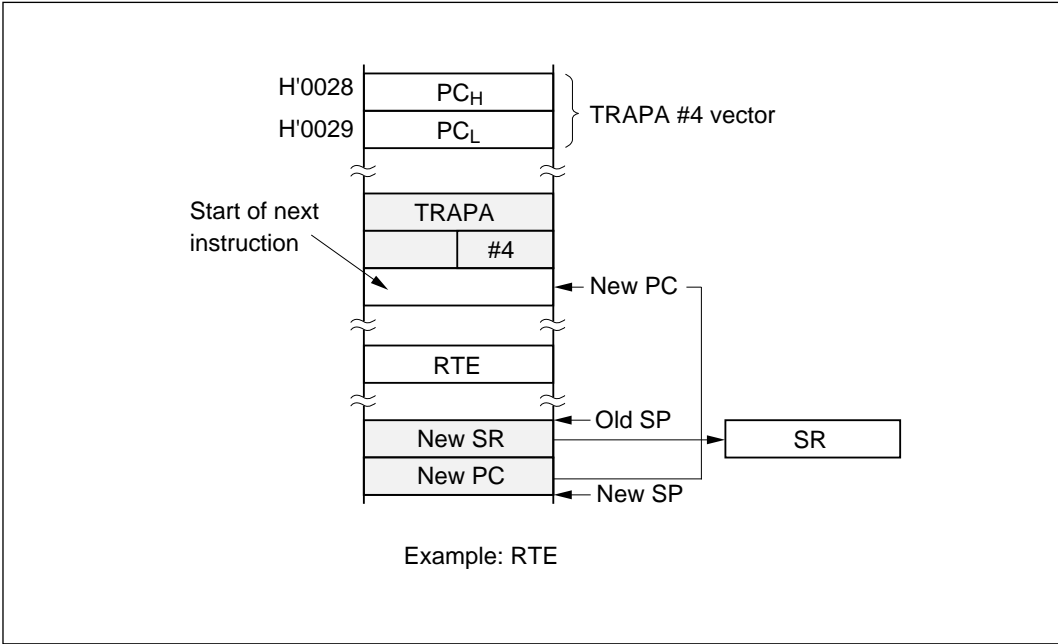 H'0028
PCH
H'0029
PCL
TRAPA #4 vector
TRAPA
#4
Start of next
instruction
New PC
RTE
Old SP
New SR
SR
New PC
New SP
Example: RTE